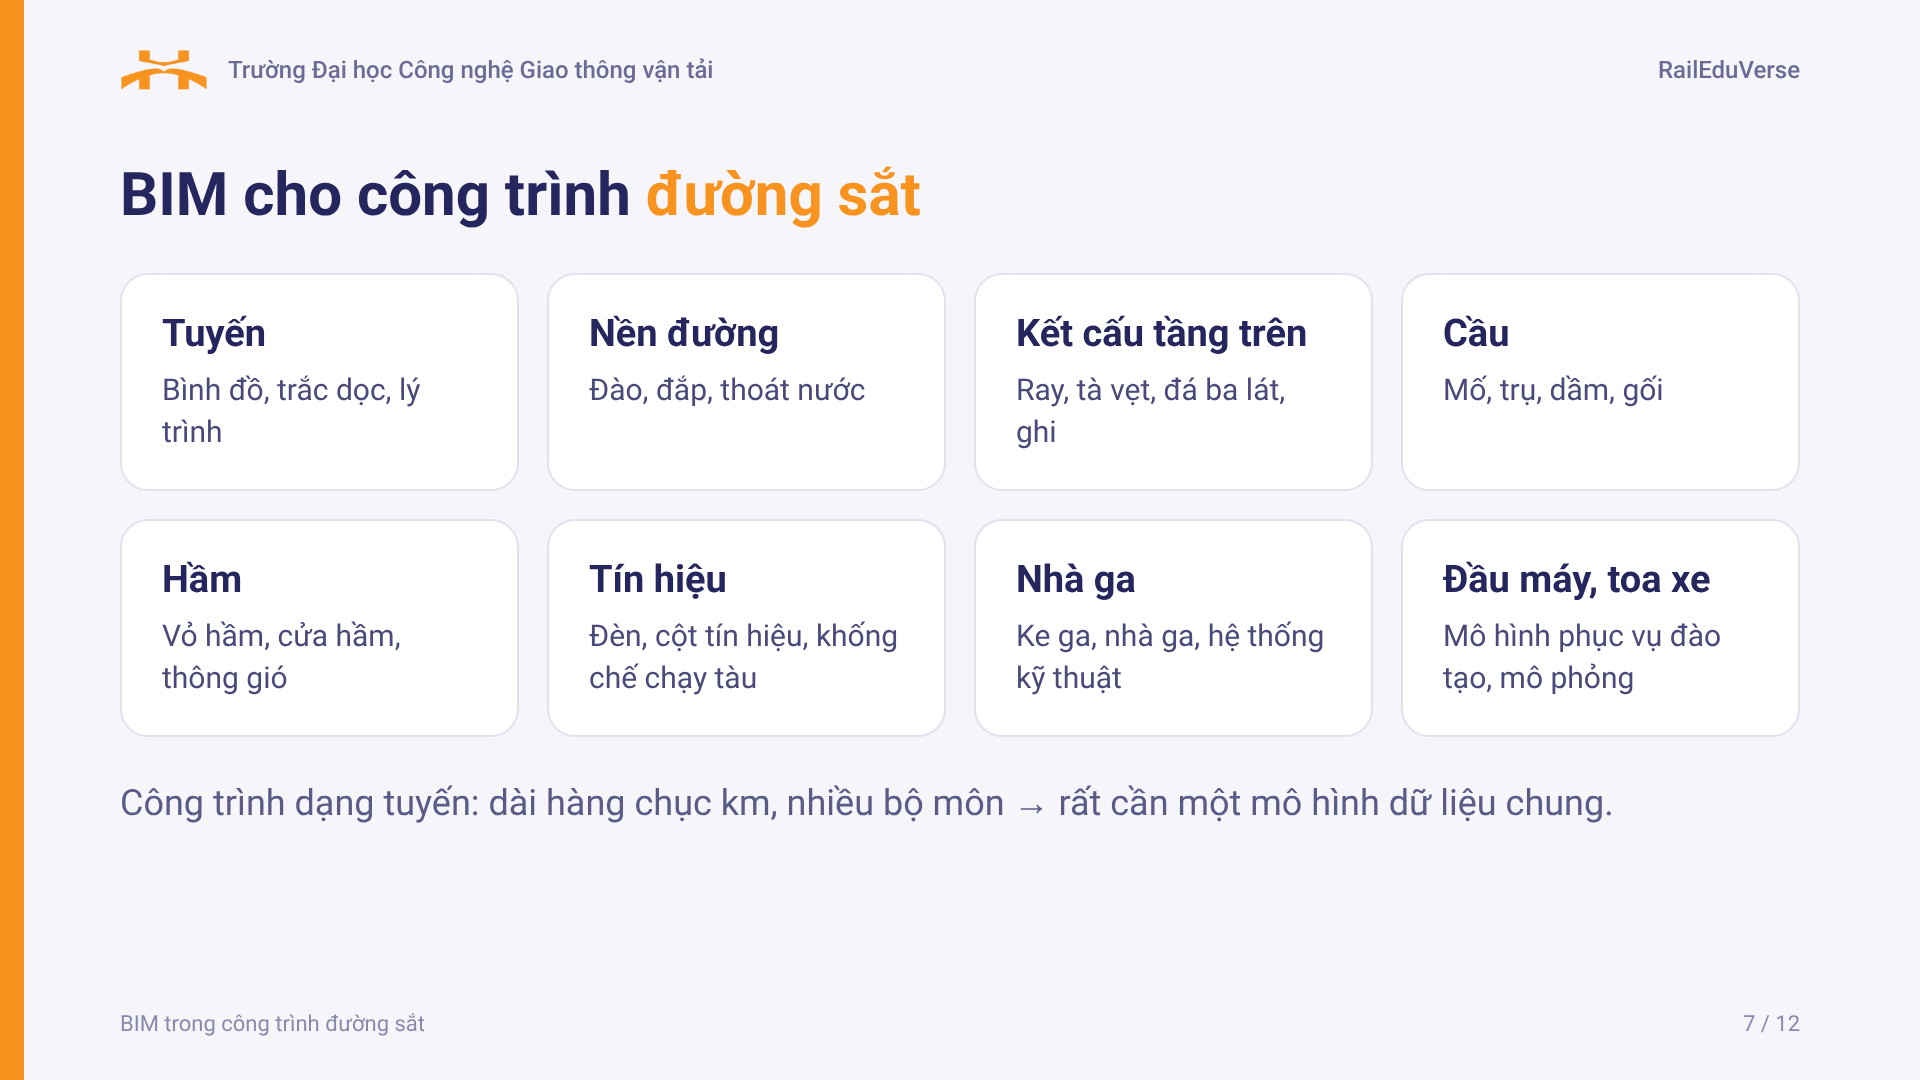 Trường Đại học Công nghệ Giao thông vận tải
RailEduVerse
BIM cho công trình đường sắt
Tuyến
Bình đồ, trắc dọc, lý
trình
Nền đường
Đào, đắp, thoát nước
Kết cấu tầng trên
Ray, tà vẹt, đá ba lát,
ghi
Cầu
Mố, trụ, dầm, gối
Hầm
Vỏ hầm, cửa hầm,
thông gió
Tín hiệu
Đèn, cột tín hiệu, khống
chế chạy tàu
Nhà ga
Ke ga, nhà ga, hệ thống
kỹ thuật
Đầu máy, toa xe
Mô hình phục vụ đào
tạo, mô phỏng
Công trình dạng tuyến: dài hàng chục km, nhiều bộ môn → rất cần một mô hình dữ liệu chung.
BIM trong công trình đường sắt
7 / 12